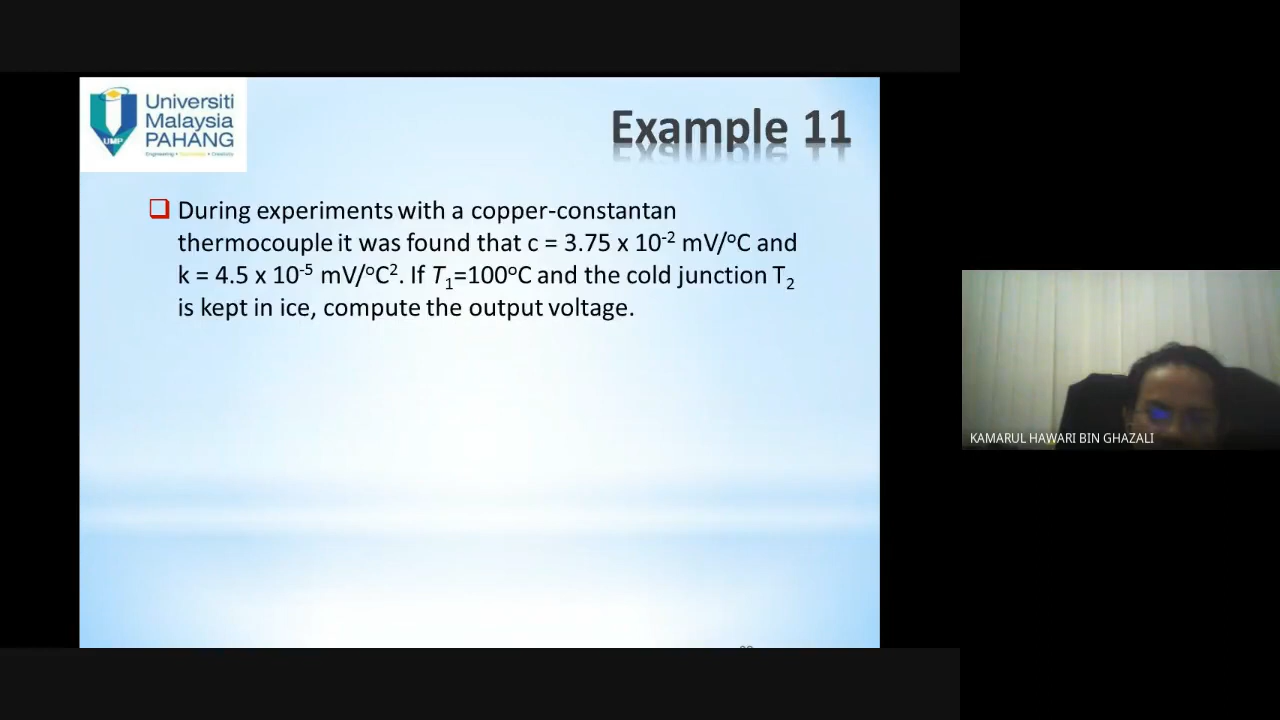 Universiti
Malaysia
PAHANG
UMP
Example 11
During experiments with a copper-constantan
thermocouple it was found that c = 3.75 x 10⁻² mV/ᵒC and
k = 4.5 x 10⁻⁵ mV/ᵒC². If T₁=100ᵒC and the cold junction T₂
is kept in ice, compute the output voltage.
KAMARUL HAWARI BIN GHAZALI